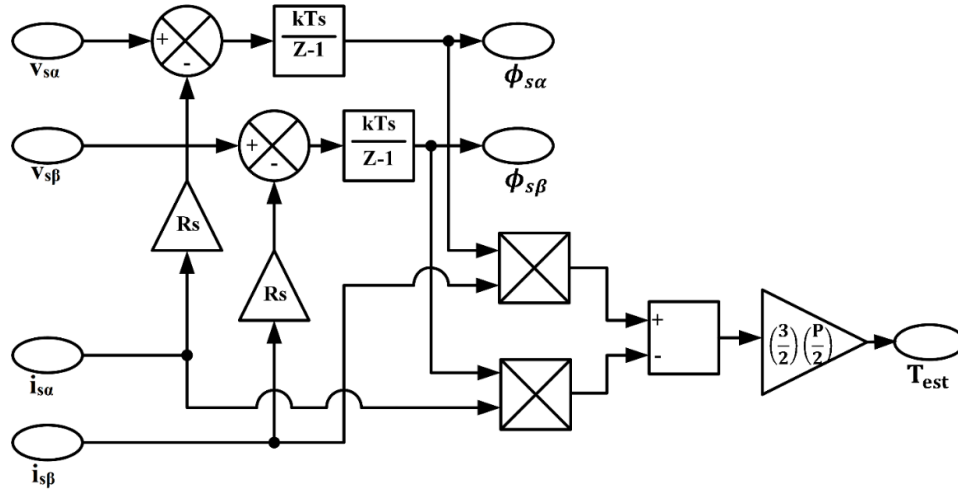 +
-
kTs
Z-1
vsα
ϕsα
+
-
kTs
Z-1
vsβ
ϕsβ
Rs
Rs
+
-
(3/2)(P/2)
isα
Test
isβ